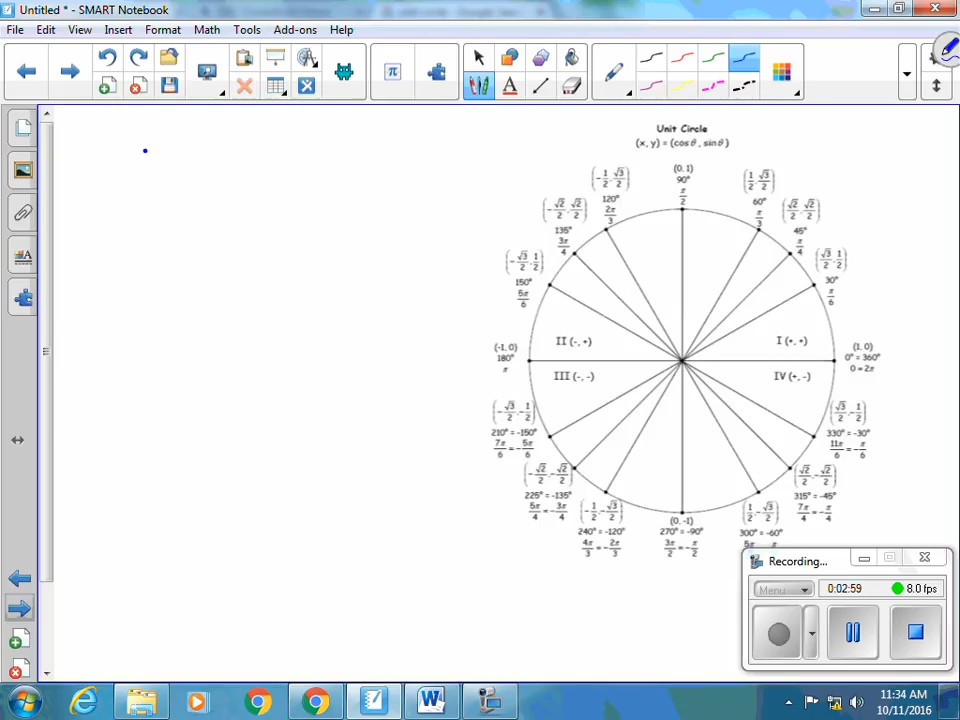 Untitled * - SMART Notebook
File Edit View Insert Format Math Tools Add-ons Help
π
A
Unit Circle
(x, y) = (cos θ , sin θ)
(0, 1)
90°
π/2
(-1/2, √3/2)
120°
2π/3
(1/2, √3/2)
60°
π/3
(-√2/2, √2/2)
135°
3π/4
(√2/2, √2/2)
45°
π/4
(-√3/2, 1/2)
150°
5π/6
(√3/2, 1/2)
30°
π/6
II (-, +)
I (+, +)
(-1, 0)
180°
π
(1, 0)
0° = 360°
0 = 2π
III (-, -)
IV (+, -)
(-√3/2, -1/2)
210° = -150°
7π/6 = -5π/6
(√3/2, -1/2)
330° = -30°
11π/6 = -π/6
(-√2/2, -√2/2)
225° = -135°
5π/4 = -3π/4
(√2/2, -√2/2)
315° = -45°
7π/4 = -π/4
(-1/2, -√3/2)
240° = -120°
4π/3 = -2π/3
(0, -1)
270° = -90°
3π/2 = -π/2
(1/2, -√3/2)
300° = -60°
Recording...
Menu
0:02:59
8.0 fps
11:34 AM
10/11/2016